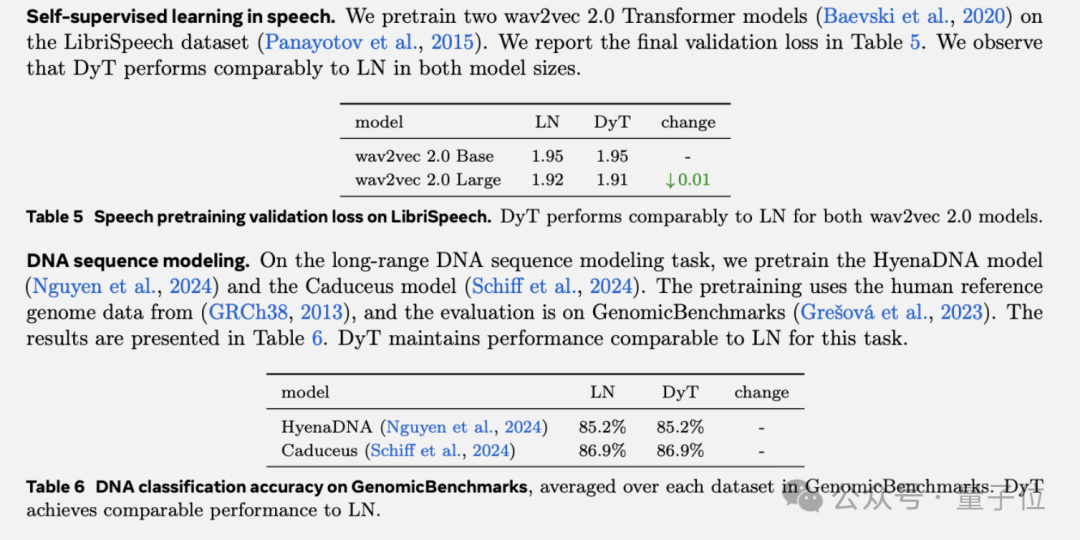 Self-supervised learning in speech. We pretrain two wav2vec 2.0 Transformer models (Baevski et al., 2020) on
the LibriSpeech dataset (Panayotov et al., 2015). We report the final validation loss in Table 5. We observe
that DyT performs comparably to LN in both model sizes.
model LN DyT change
wav2vec 2.0 Base 1.95 1.95 -
wav2vec 2.0 Large 1.92 1.91 ↓0.01
Table 5 Speech pretraining validation loss on LibriSpeech. DyT performs comparably to LN for both wav2vec 2.0 models.
DNA sequence modeling. On the long-range DNA sequence modeling task, we pretrain the HyenaDNA model
(Nguyen et al., 2024) and the Caduceus model (Schiff et al., 2024). The pretraining uses the human reference
genome data from (GRCh38, 2013), and the evaluation is on GenomicBenchmarks (Grešová et al., 2023). The
results are presented in Table 6. DyT maintains performance comparable to LN for this task.
model LN DyT change
HyenaDNA (Nguyen et al., 2024) 85.2% 85.2% -
Caduceus (Schiff et al., 2024) 86.9% 86.9% -
Table 6 DNA classification accuracy on GenomicBenchmarks, averaged over each dataset in GenomicBenchmarks. DyT
achieves comparable performance to LN.
公众号 · 量子位